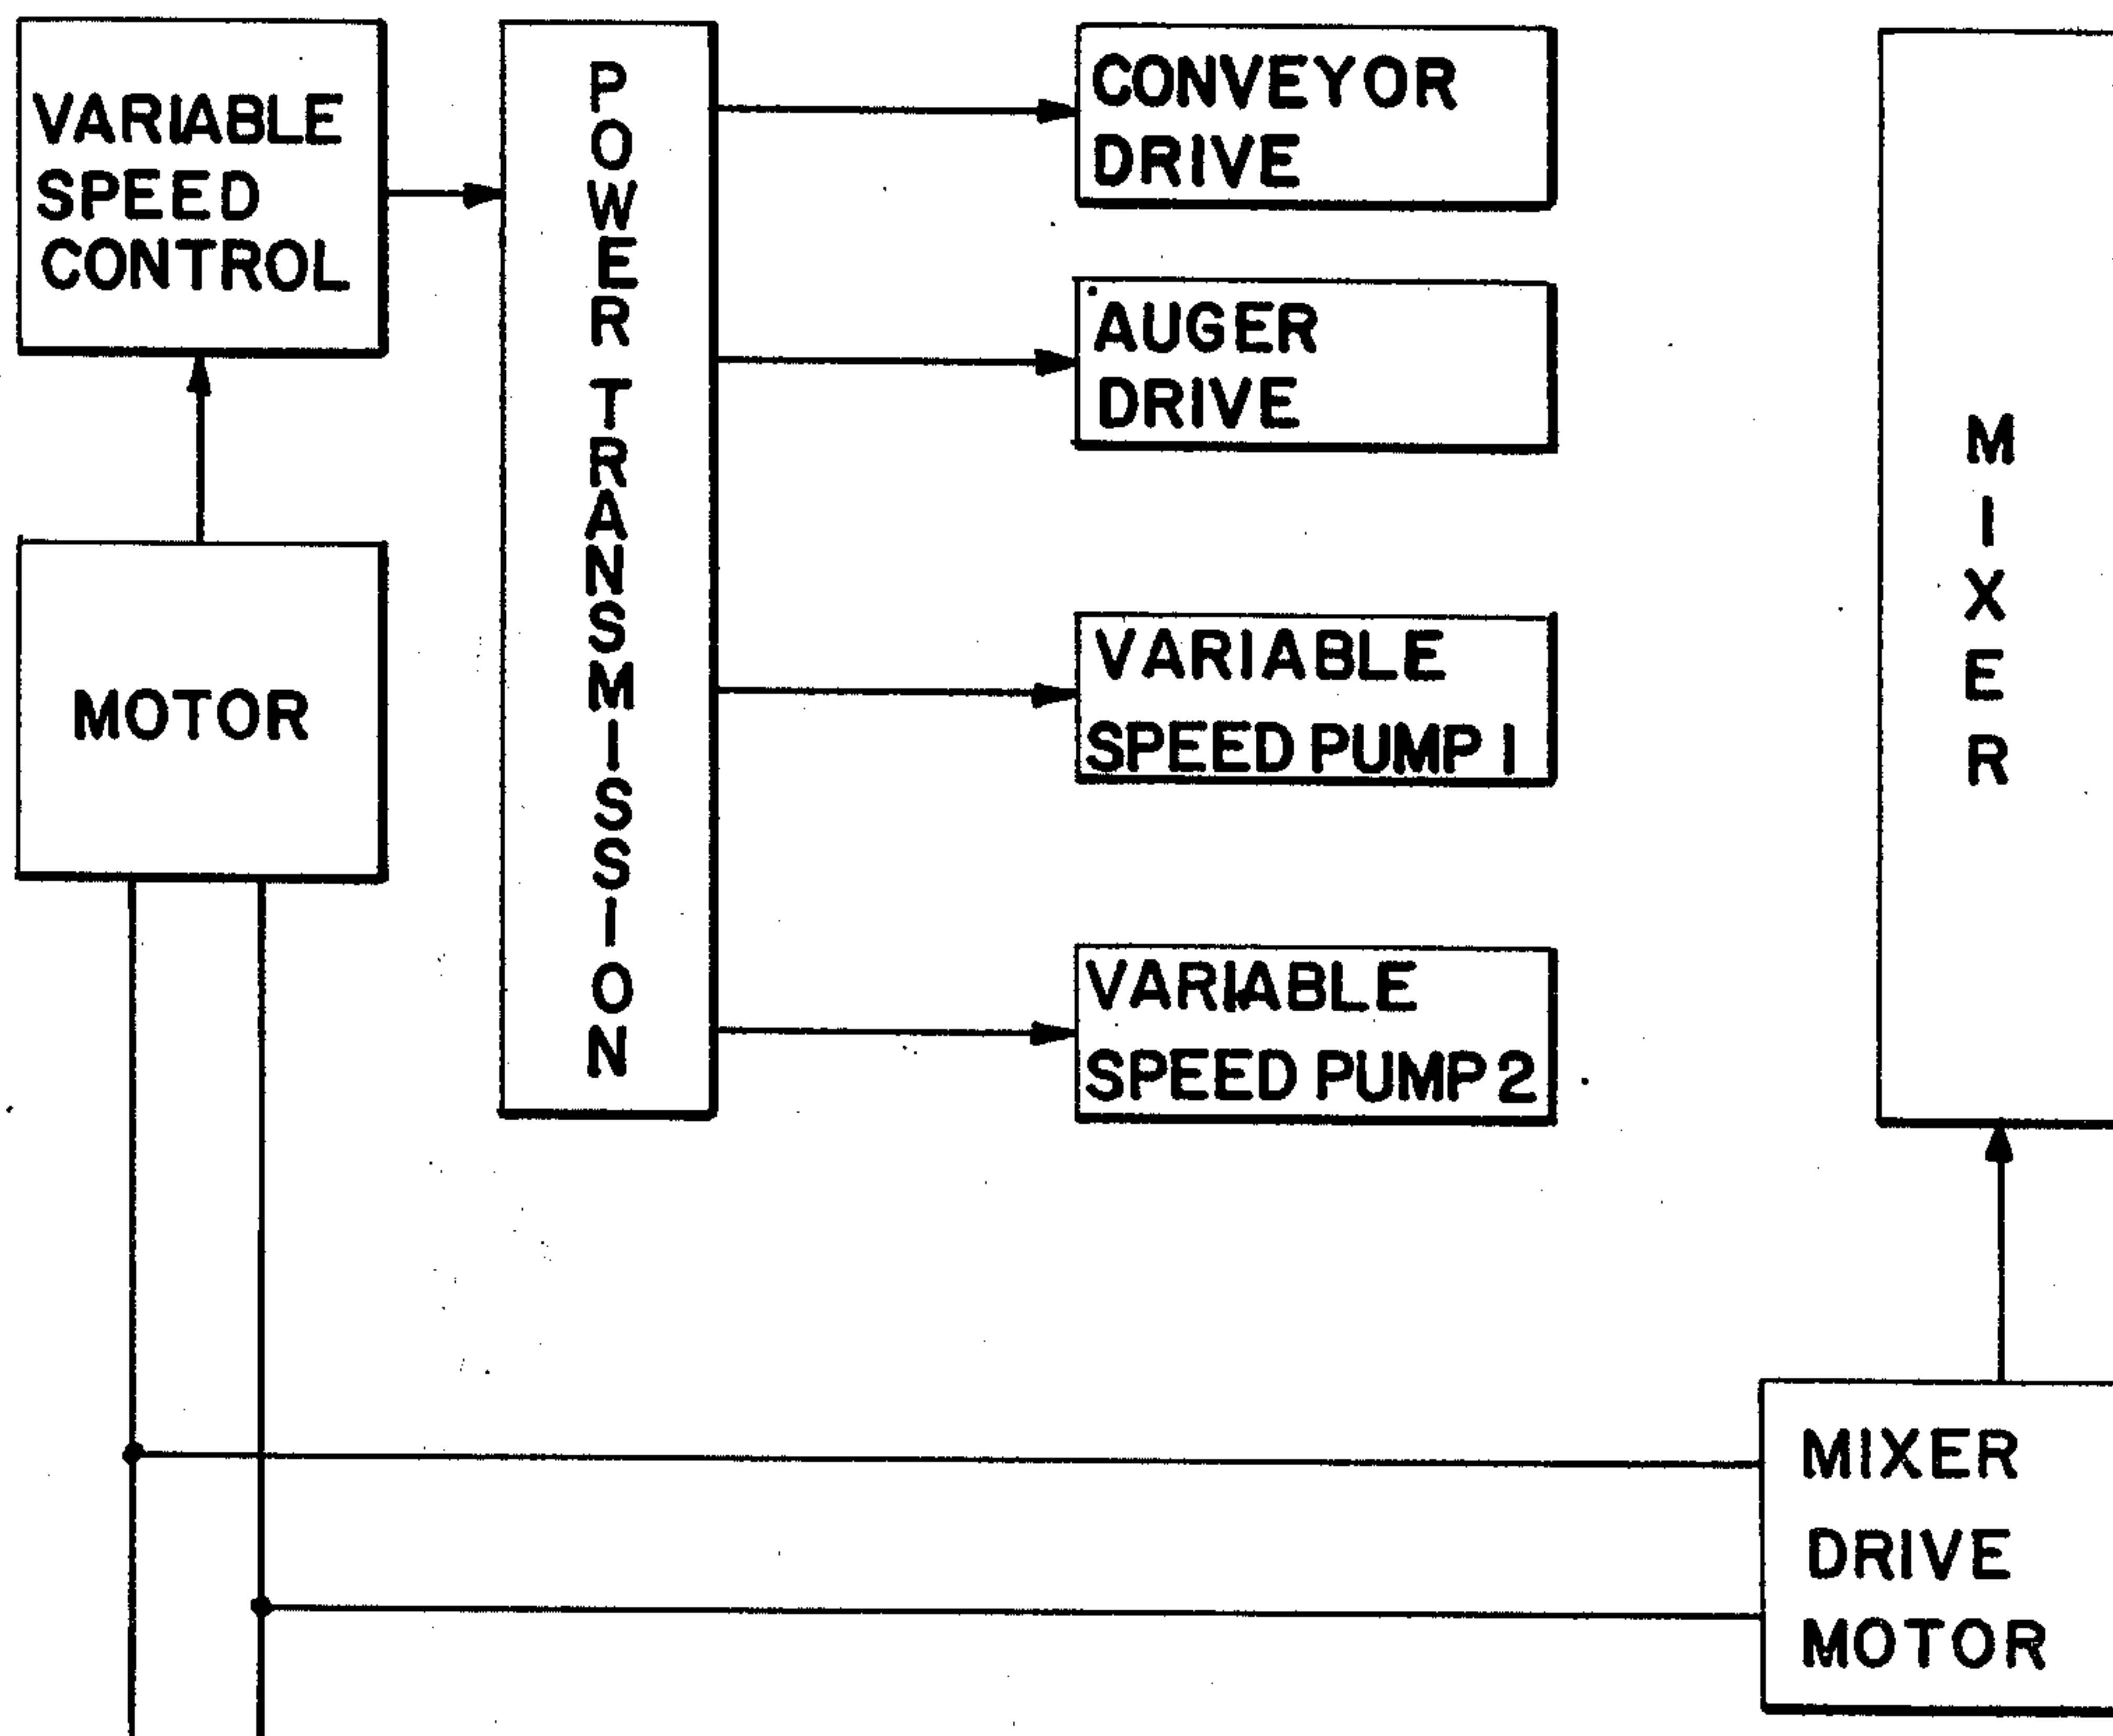 VARIABLE
SPEED
CONTROL
MOTOR
POWER TRANSMISSION
CONVEYOR
DRIVE
AUGER
DRIVE
VARIABLE
SPEED PUMP 1
VARIABLE
SPEED PUMP 2
MIXER
MIXER
DRIVE
MOTOR